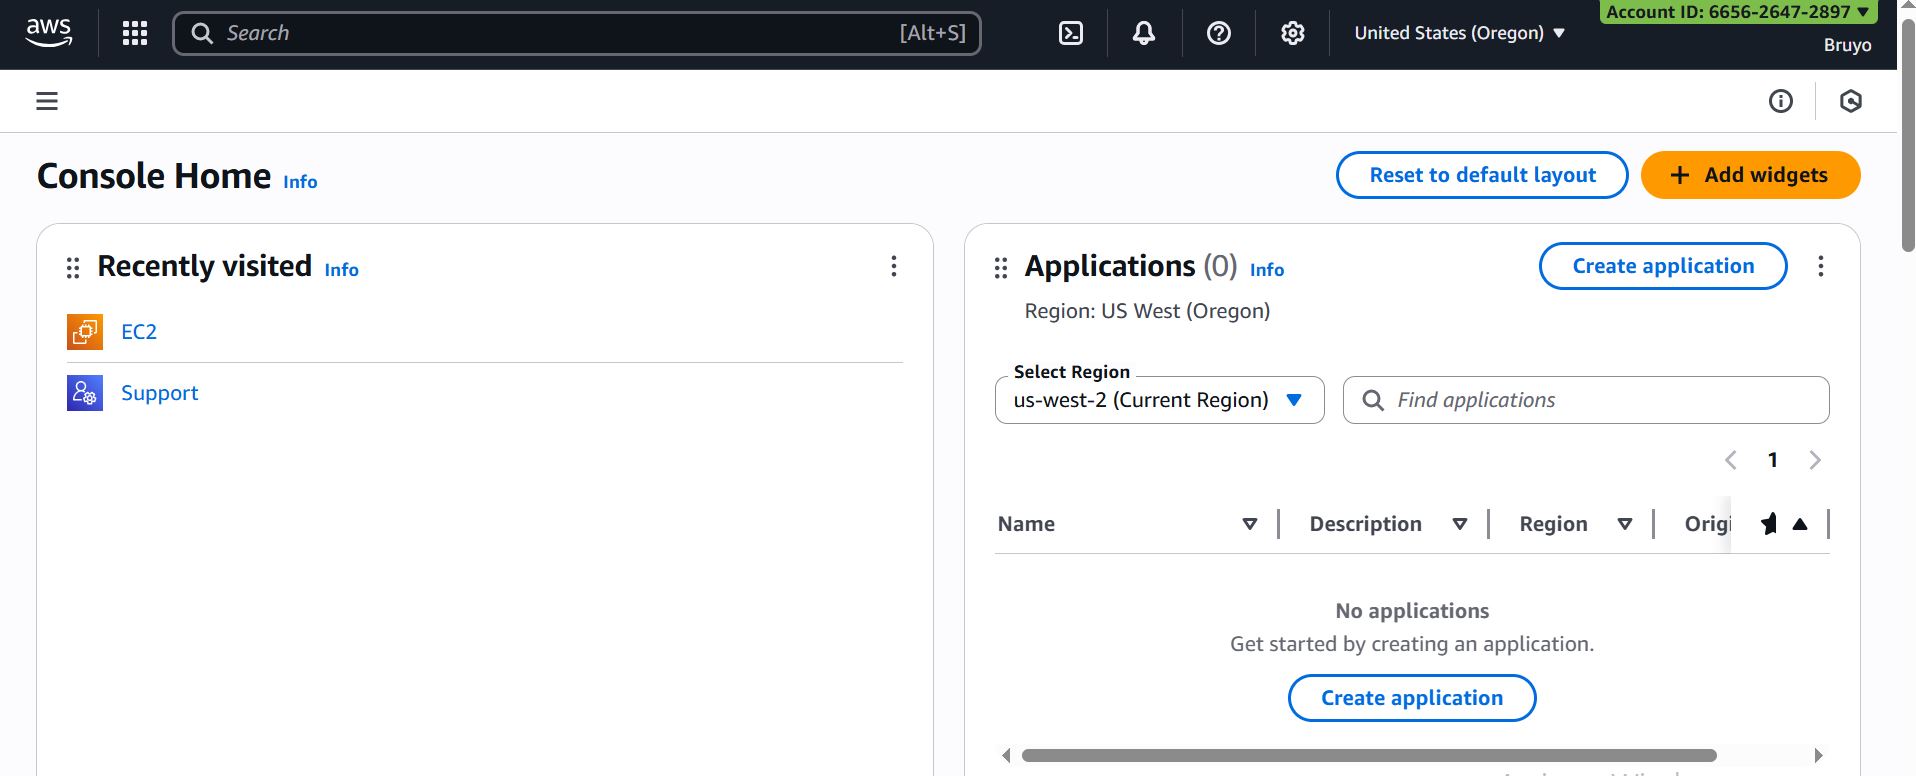 aws
Search [Alt+S]
United States (Oregon)
Account ID: 6656-2647-2897
Bruyo
Console Home Info
Reset to default layout
Add widgets
Recently visited Info
EC2
Support
Applications (0) Info
Create application
Region: US West (Oregon)
Select Region
us-west-2 (Current Region)
Find applications
1
Name Description Region Origi
No applications
Get started by creating an application.
Create application